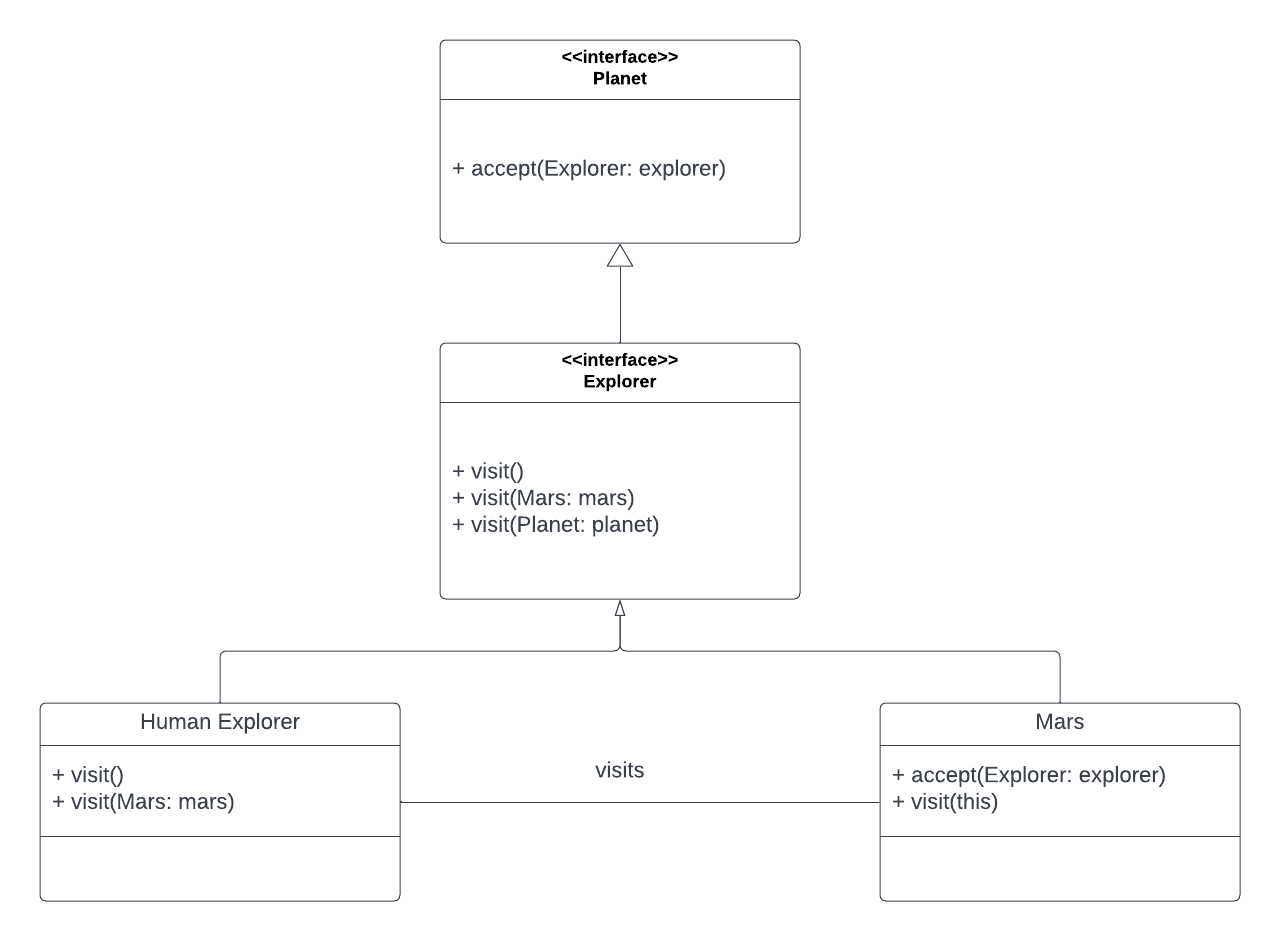 <<interface>>
Planet
+ accept(Explorer: explorer)
<<interface>>
Explorer
+ visit()
+ visit(Mars: mars)
+ visit(Planet: planet)
Human Explorer
+ visit()
+ visit(Mars: mars)
visits
Mars
+ accept(Explorer: explorer)
+ visit(this)